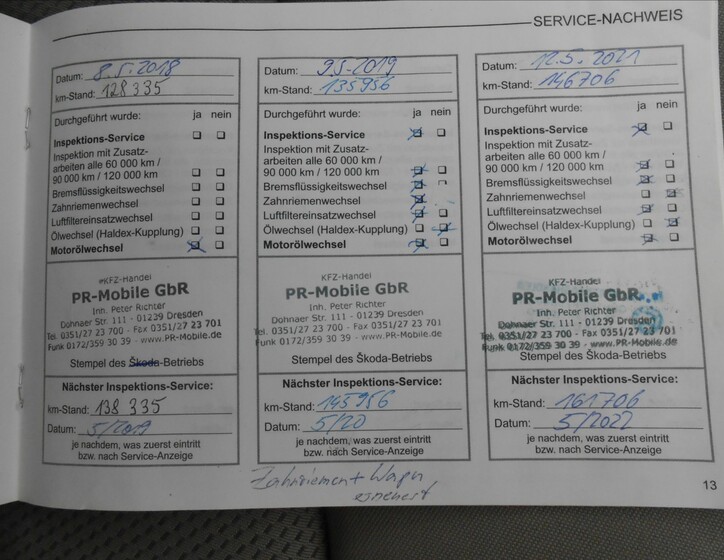 SERVICE-NACHWEIS
Datum: 8.5.2018
km-Stand: 128335
Durchgeführt wurde: ja nein
Inspektions-Service
Inspektion mit Zusatz-
arbeiten alle 60 000 km /
90 000 km / 120 000 km
Bremsflüssigkeitswechsel
Zahnriemenwechsel
Luftfiltereinsatzwechsel
Ölwechsel (Haldex-Kupplung)
Motorölwechsel
KFZ-Handel
PR-Mobile GbR
Inh. Peter Richter
Dohnaer Str. 111 - 01239 Dresden
Tel. 0351/27 23 700 - Fax 0351/27 23 701
Funk 0172/359 30 39 - www.PR-Mobile.de
Stempel des Škoda-Betriebs
Nächster Inspektions-Service:
km-Stand: 138 335
Datum: 5/2019
je nachdem, was zuerst eintritt
bzw. nach Service-Anzeige
Datum: 9.5.2019
km-Stand: 135956
Durchgeführt wurde: ja nein
Inspektions-Service
Inspektion mit Zusatz-
arbeiten alle 60 000 km /
90 000 km / 120 000 km
Bremsflüssigkeitswechsel
Zahnriemenwechsel
Luftfiltereinsatzwechsel
Ölwechsel (Haldex-Kupplung)
Motorölwechsel
KFZ-Handel
PR-Mobile GbR
Inh. Peter Richter
Dohnaer Str. 111 - 01239 Dresden
Tel. 0351/27 23 700 - Fax 0351/27 23 701
Funk 0172/359 30 39 - www.PR-Mobile.de
Stempel des Škoda-Betriebs
Nächster Inspektions-Service:
km-Stand: 145956
Datum: 5/20
je nachdem, was zuerst eintritt
bzw. nach Service-Anzeige
Datum: 12.5.2021
km-Stand: 146706
Durchgeführt wurde: ja nein
Inspektions-Service
Inspektion mit Zusatz-
arbeiten alle 60 000 km /
90 000 km / 120 000 km
Bremsflüssigkeitswechsel
Zahnriemenwechsel
Luftfiltereinsatzwechsel
Ölwechsel (Haldex-Kupplung)
Motorölwechsel
KFZ-Handel
PR-Mobile GbR
Inh. Peter Richter
Dohnaer Str. 111 - 01239 Dresden
Tel. 0351/27 23 700 - Fax 0351/27 23 701
Funk 0172/359 30 39 - www.PR-Mobile.de
Stempel des Škoda-Betriebs
Nächster Inspektions-Service:
km-Stand: 161706
Datum: 5/2022
je nachdem, was zuerst eintritt
bzw. nach Service-Anzeige
Zahnriemen +
erneuert
13